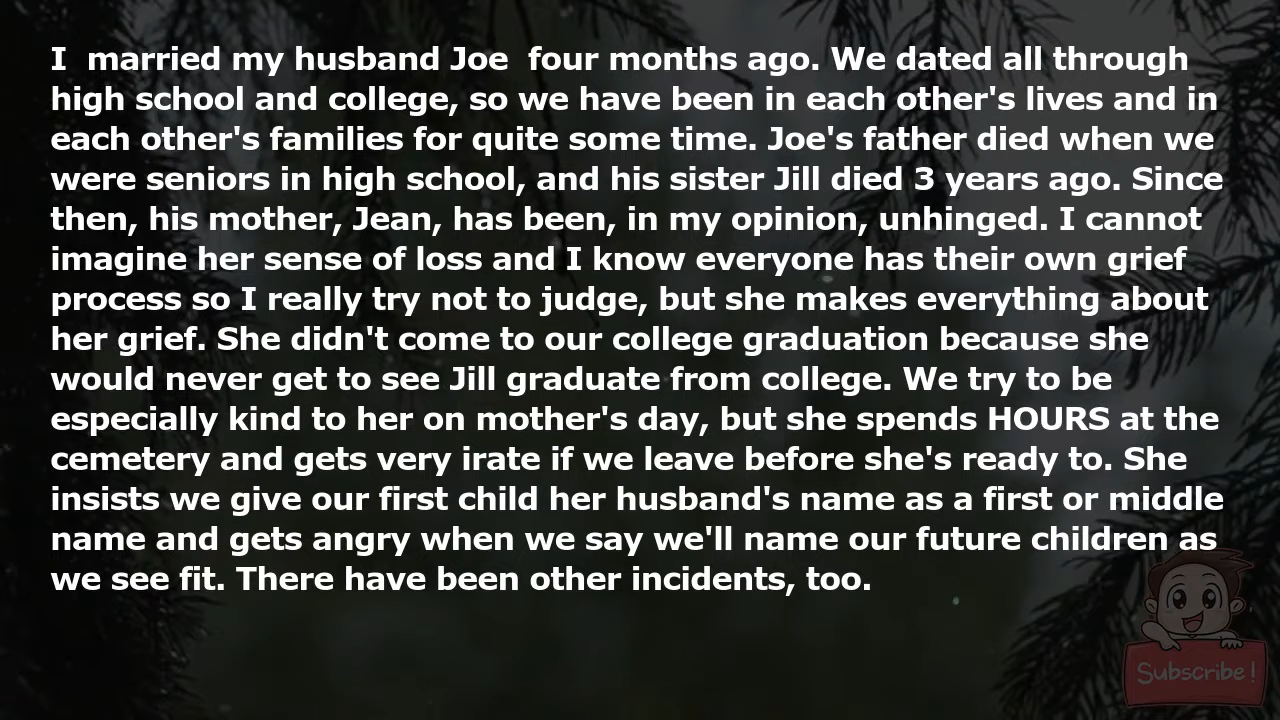 I  married my husband Joe  four months ago. We dated all through
high school and college, so we have been in each other's lives and in
each other's families for quite some time. Joe's father died when we
were seniors in high school, and his sister Jill died 3 years ago. Since
then, his mother, Jean, has been, in my opinion, unhinged. I cannot
imagine her sense of loss and I know everyone has their own grief
process so I really try not to judge, but she makes everything about
her grief. She didn't come to our college graduation because she
would never get to see Jill graduate from college. We try to be
especially kind to her on mother's day, but she spends HOURS at the
cemetery and gets very irate if we leave before she's ready to. She
insists we give our first child her husband's name as a first or middle
name and gets angry when we say we'll name our future children as
we see fit. There have been other incidents, too.
Subscribe!